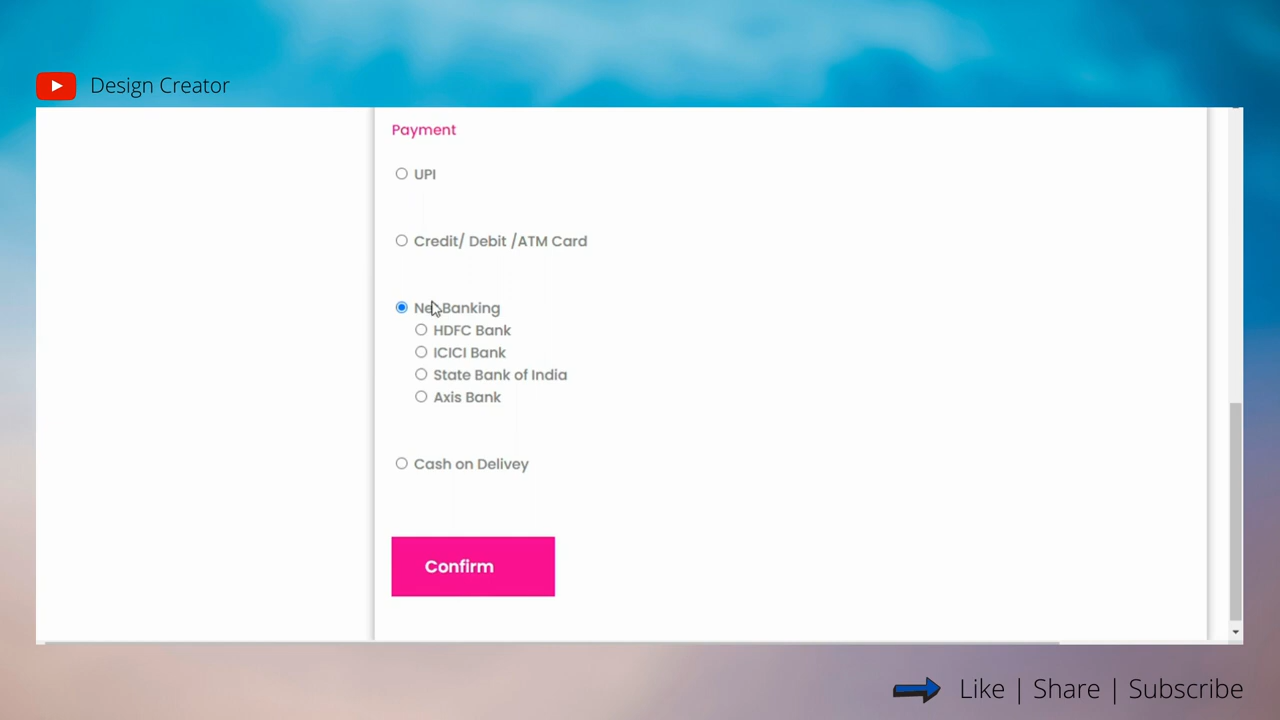 Design Creator
Payment
UPI
Credit/ Debit /ATM Card
Net Banking
HDFC Bank
ICICI Bank
State Bank of India
Axis Bank
Cash on Delivey
Confirm
Like | Share | Subscribe